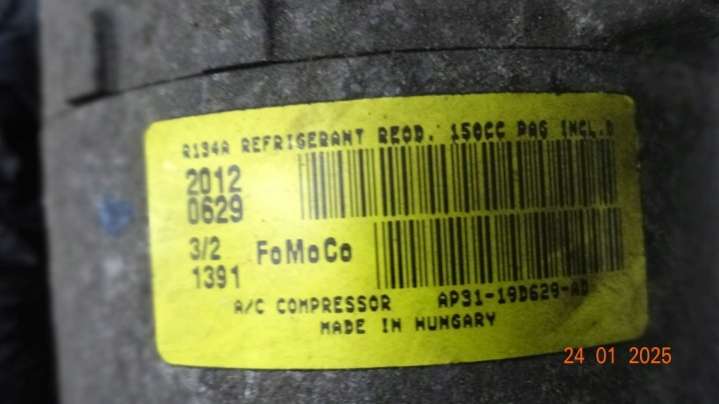 R134A REFRIGERANT REQD. 150CC PAG INCL.D
2012
0629
3/2 FoMoCo
1391
A/C COMPRESSOR AP31-19D629-AD
MADE IN HUNGARY
24 01 2025